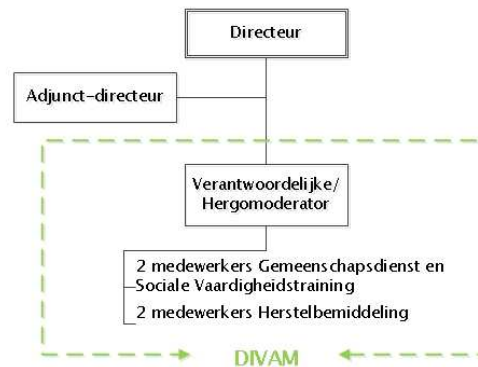 Directeur
Adjunct-directeur
Verantwoordelijke/
Hergomoderator
2 medewerkers Gemeenschapsdienst en
Sociale Vaardigheidstraining
2 medewerkers Herstelbemiddeling
DIVAM